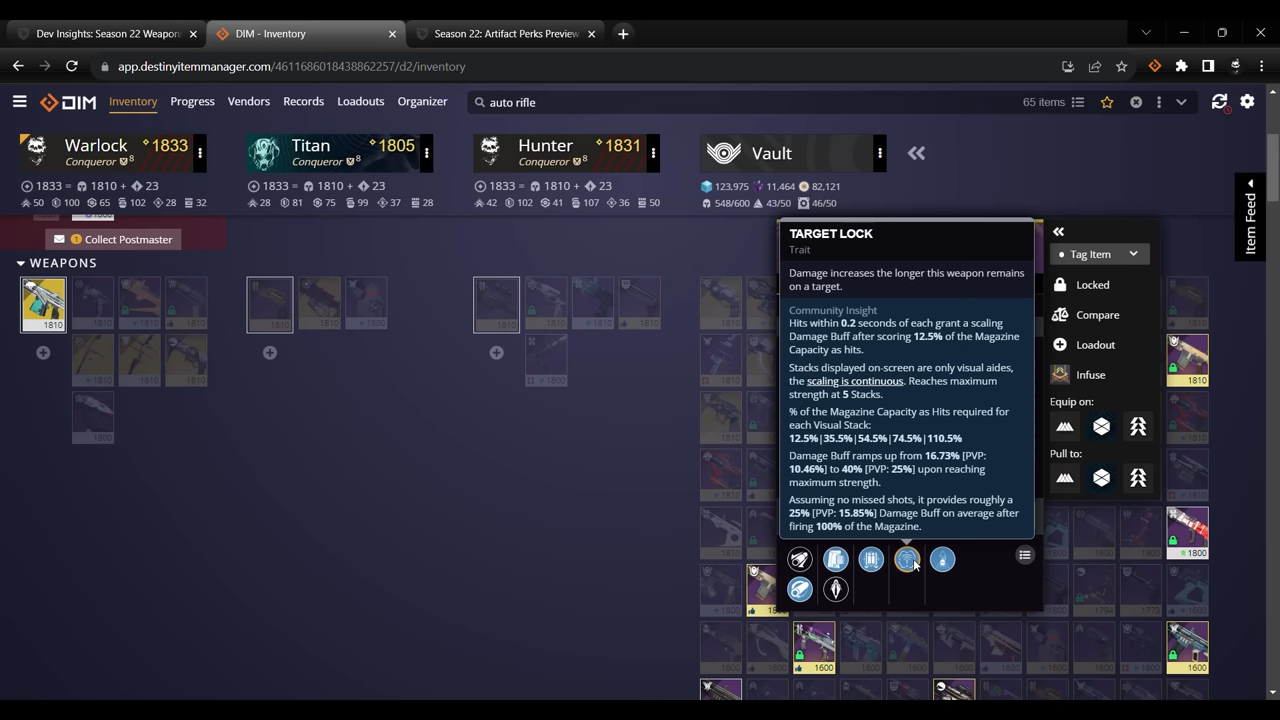 Dev Insights: Season 22 Weapons
DIM - Inventory
Season 22: Artifact Perks Preview
app.destinyitemmanager.com/4611686018438862257/d2/inventory
DIM Inventory Progress Vendors Records Loadouts Organizer auto rifle 65 items
Warlock 1833
Conqueror 8
Titan 1805
Conqueror 8
Hunter 1831
Conqueror 8
Vault
1833 = 1810 + 23
50 100 65 102 28 32
1833 = 1810 + 23
28 81 75 99 37 28
1833 = 1810 + 23
42 102 41 107 36 50
123,975 11,464 82,121
548/600 43/50 46/50
Item Feed
1 Collect Postmaster
WEAPONS
TARGET LOCK
Trait
Damage increases the longer this weapon remains
on a target.
Community Insight
Hits within 0.2 seconds of each grant a scaling
Damage Buff after scoring 12.5% of the Magazine
Capacity as hits.
Stacks displayed on-screen are only visual aides,
the scaling is continuous. Reaches maximum
strength at 5 Stacks.
% of the Magazine Capacity as Hits required for
each Visual Stack:
12.5%|35.5%|54.5%|74.5%|110.5%
Damage Buff ramps up from 16.73% [PVP:
10.46%] to 40% [PVP: 25%] upon reaching
maximum strength.
Assuming no missed shots, it provides roughly a
25% [PVP: 15.85%] Damage Buff on average after
firing 100% of the Magazine.
Tag Item
Locked
Compare
Loadout
Infuse
Equip on:
Pull to:
1810
1810
1800
1600
1600